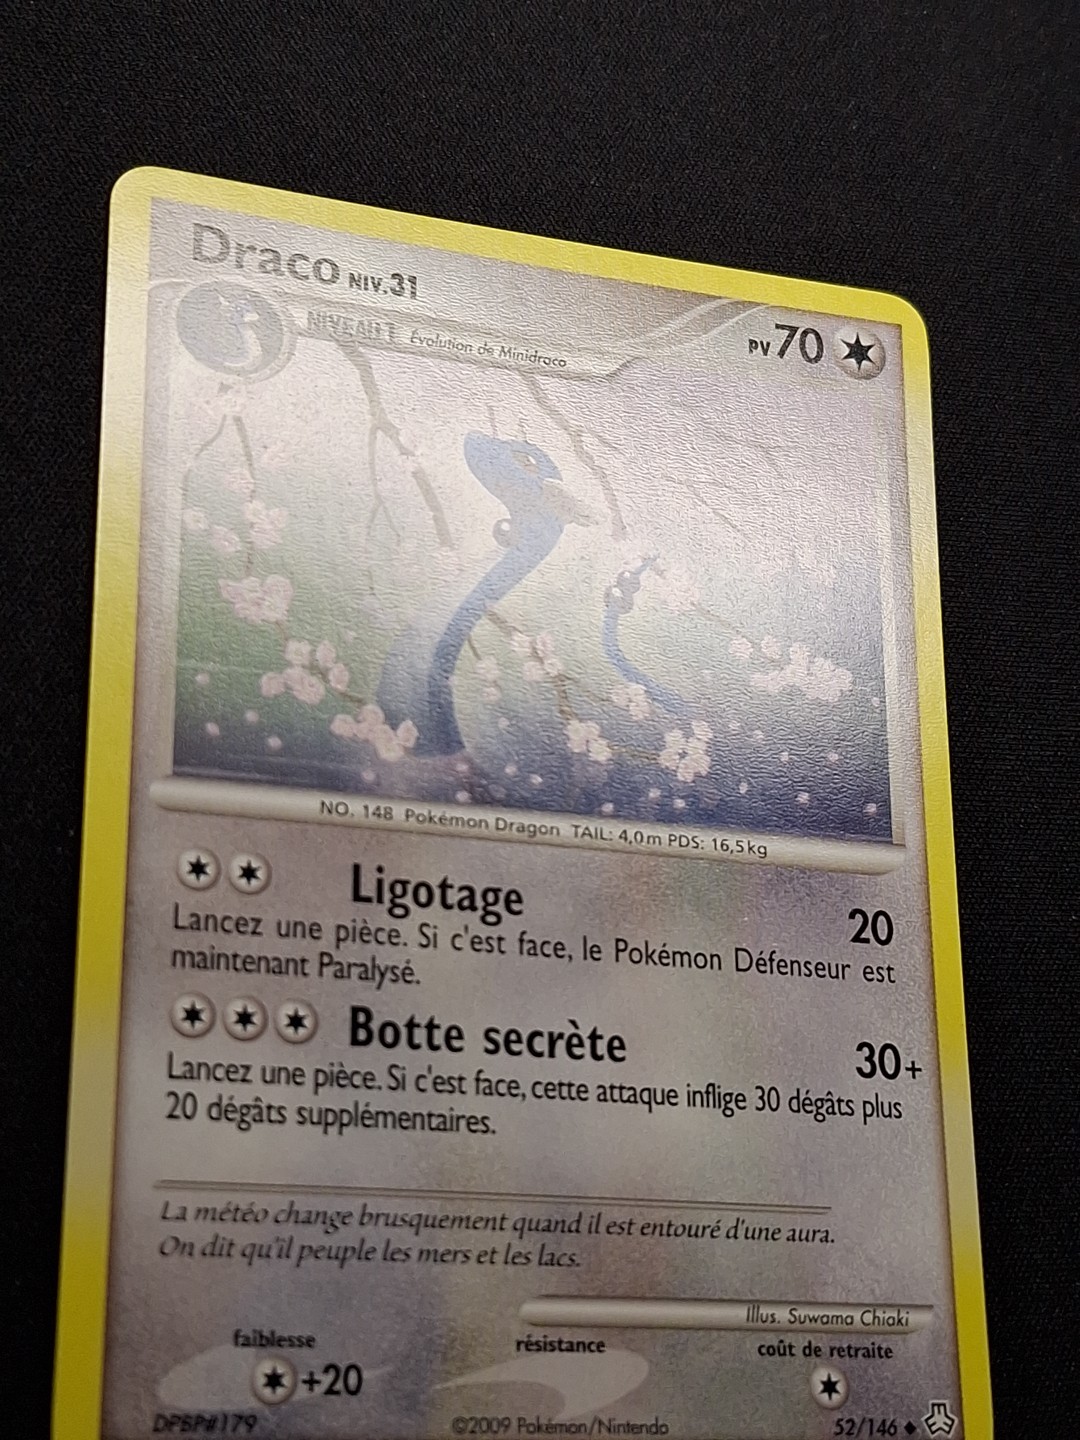 Draco NIV.31
NIVEAU 1 Évolution de Minidraco
PV 70
NO. 148 Pokémon Dragon TAIL: 4,0m PDS: 16,5kg
Ligotage 20
Lancez une pièce. Si c'est face, le Pokémon Défenseur est
maintenant Paralysé.
Botte secrète 30+
Lancez une pièce. Si c'est face, cette attaque inflige 30 dégâts plus
20 dégâts supplémentaires.
La météo change brusquement quand il est entouré d'une aura.
On dit qu'il peuple les mers et les lacs.
Illus. Suwama Chiaki
faiblesse résistance coût de retraite
+20
DPBP#179 ©2009 Pokémon/Nintendo 52/146